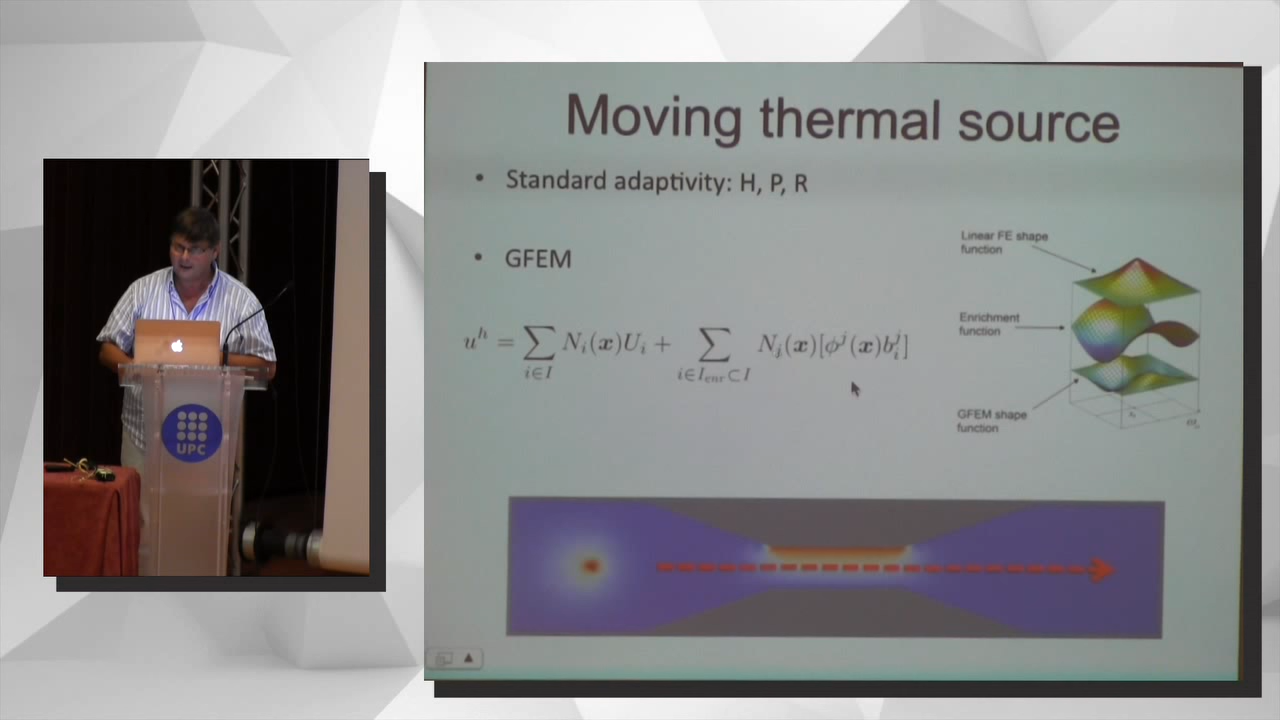 Moving thermal source
• Standard adaptivity: H, P, R
• GFEM
Linear FE shape
function
Enrichment
function
GFEM shape
function
u^h = ∑_{i∈I} N_i(x)U_i + ∑_{i∈I_enr⊂I} N_j(x)[ϕ^j(x)b_i^j]
UPC